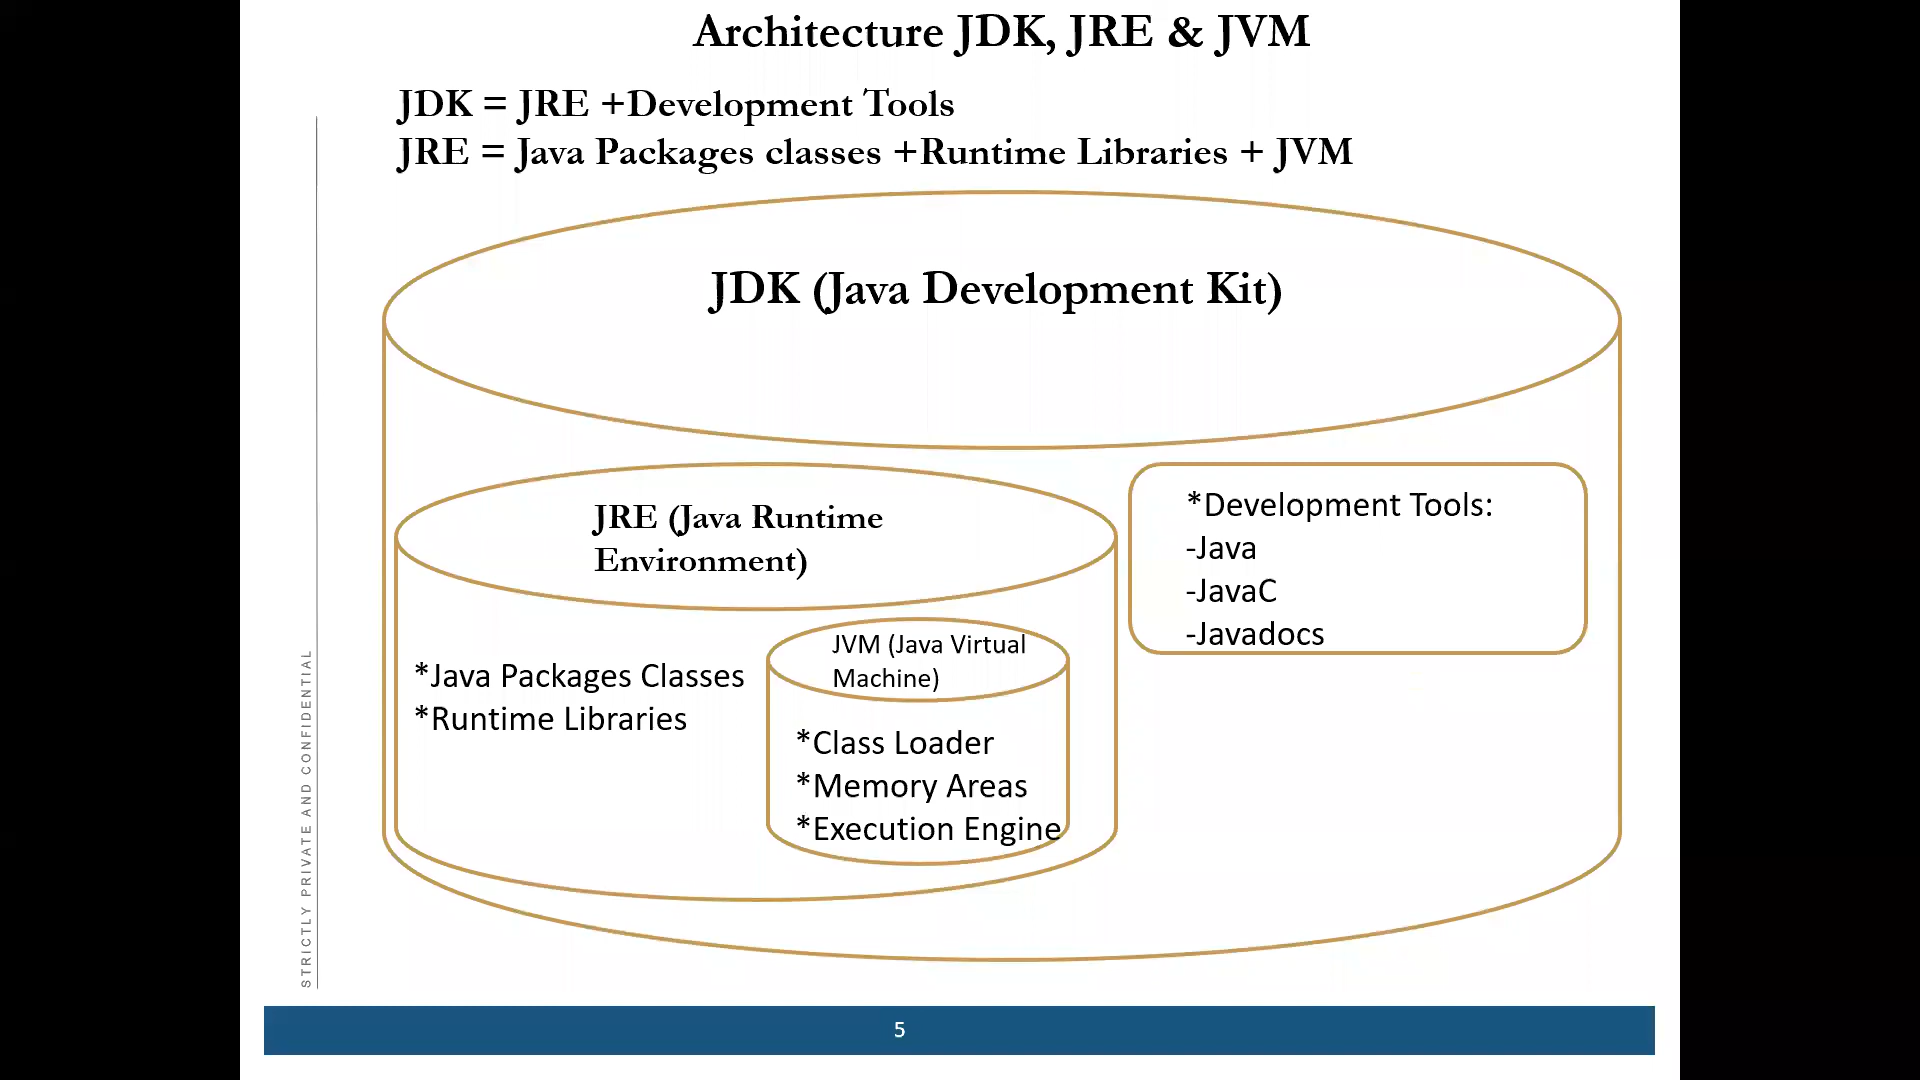 Architecture JDK, JRE & JVM
JDK = JRE +Development Tools
JRE = Java Packages classes +Runtime Libraries + JVM
JDK (Java Development Kit)
JRE (Java Runtime
Environment)
*Java Packages Classes
*Runtime Libraries
JVM (Java Virtual
Machine)
*Class Loader
*Memory Areas
*Execution Engine
*Development Tools:
-Java
-JavaC
-Javadocs
STRICTLY PRIVATE AND CONFIDENTIAL
5